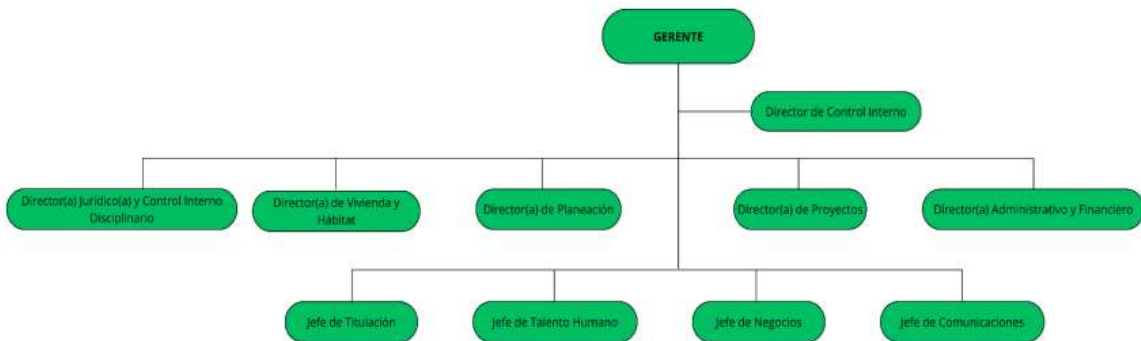 GERENTE
Director de Control Interno
Director(a) Jurídico(a) y Control Interno
Disciplinario
Director(a) de Vivienda y
Hábitat
Director(a) de Planeación
Director(a) de Proyectos
Director(a) Administrativo y Financiero
Jefe de Titulación
Jefe de Talento Humano
Jefe de Negocios
Jefe de Comunicaciones